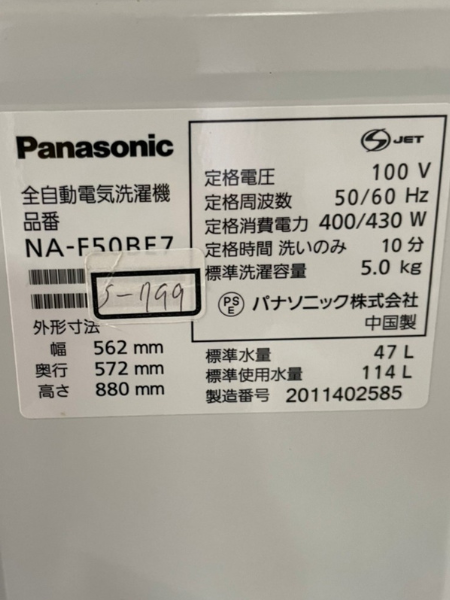 Panasonic
全自動電気洗濯機
品番
NA-F50BE7
S-799
外形寸法
幅 562 mm
奥行 572 mm
高さ 880 mm
S JET
定格電圧 100 V
定格周波数 50/60 Hz
定格消費電力 400/430 W
定格時間 洗いのみ 10 分
標準洗濯容量 5.0 kg
PS E パナソニック株式会社
中国製
標準水量 47 L
標準使用水量 114 L
製造番号 2011402585